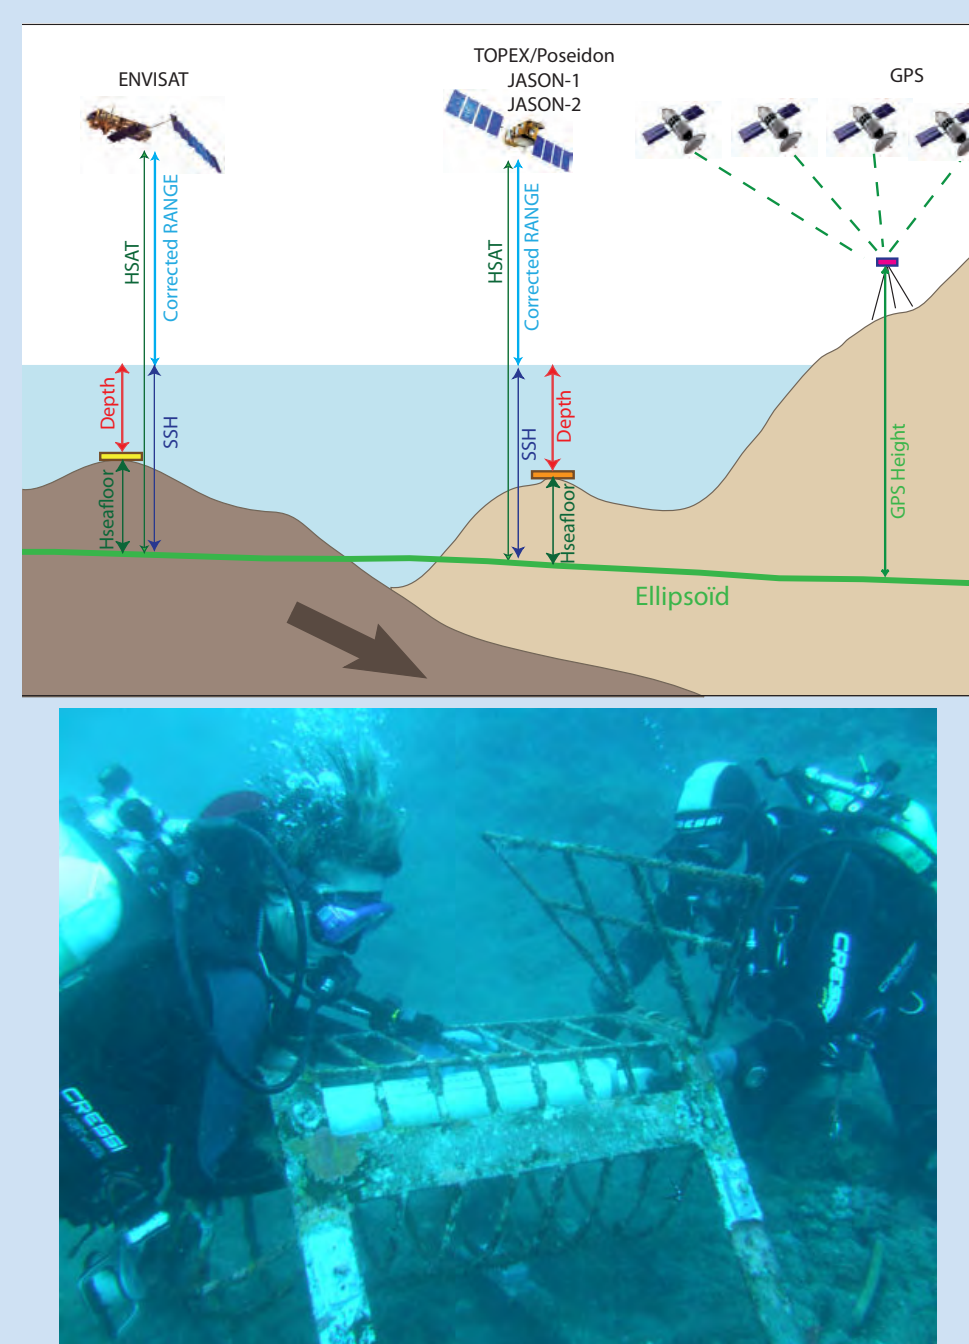 ENVISAT
TOPEX/Poseidon
JASON-1
JASON-2
GPS
HSAT
Corrected RANGE
HSAT
Corrected RANGE
Depth
SSH
Hseafloor
SSH
Depth
Hseafloor
GPS Height
Ellipsoïd
CRESSI
CRESSI
CRESSI